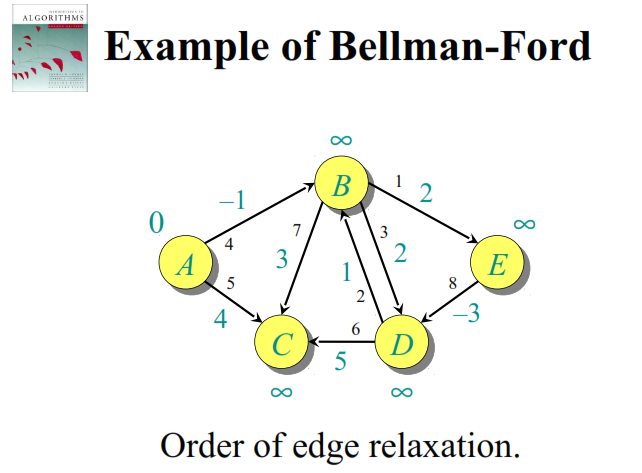 INTRODUCTION TO
ALGORITHMS
Example of Bellman-Ford
∞
B
–1
1
2
0
4
7
3
∞
A
3
2
E
5
1
8
4
2
–3
C
6
D
5
∞
∞
Order of edge relaxation.